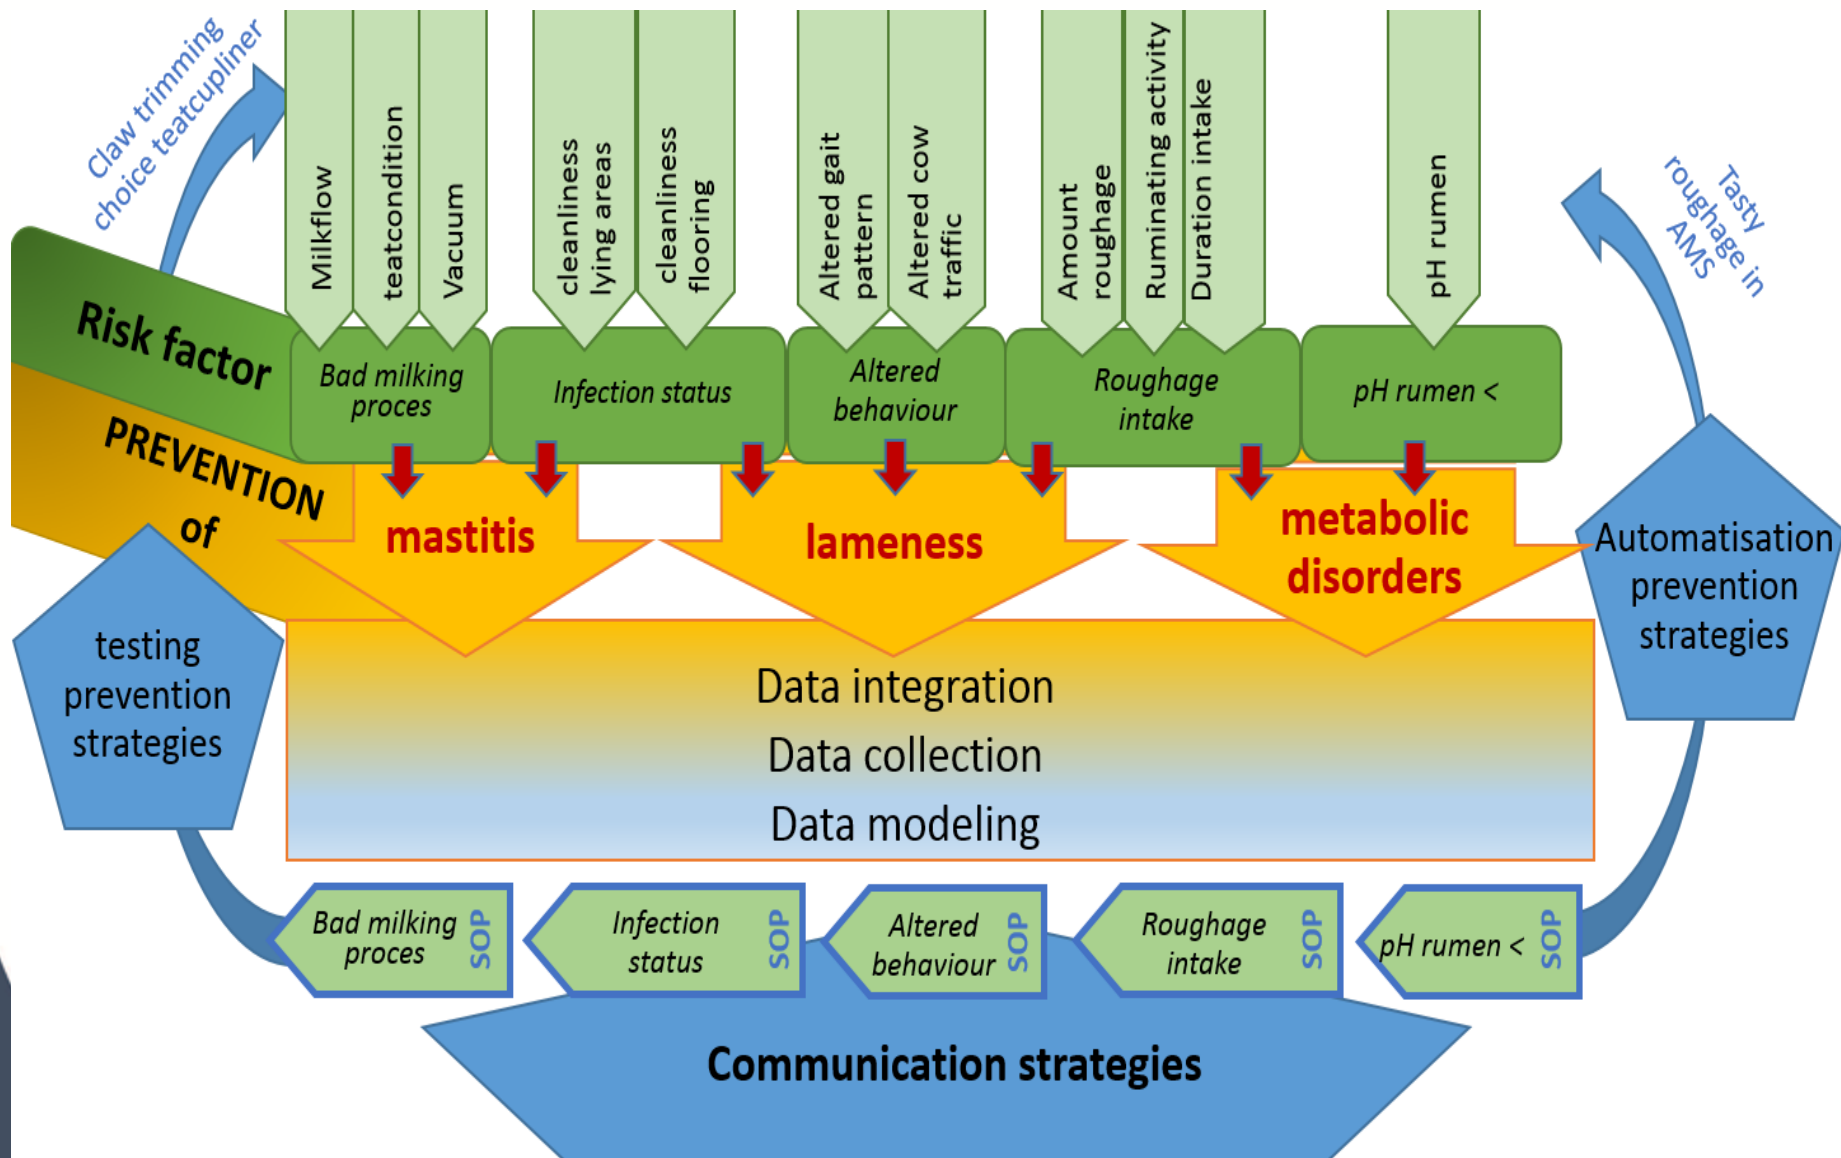 Claw trimming
choice teatcupliner
Milkflow
teatcondition
Vacuum
cleanliness
lying areas
cleanliness
flooring
Altered gait
pattern
Altered cow
traffic
Amount
roughage
Ruminating activity
Duration intake
pH rumen
Tasty
roughage in
AMS
Risk factor
Bad milking
proces
Infection status
Altered
behaviour
Roughage
intake
pH rumen <
PREVENTION
of
mastitis
lameness
metabolic
disorders
testing
prevention
strategies
Automatisation
prevention
strategies
Data integration
Data collection
Data modeling
Bad milking
proces
SOP
Infection
status
SOP
Altered
behaviour
SOP
Roughage
intake
SOP
pH rumen <
SOP
Communication strategies